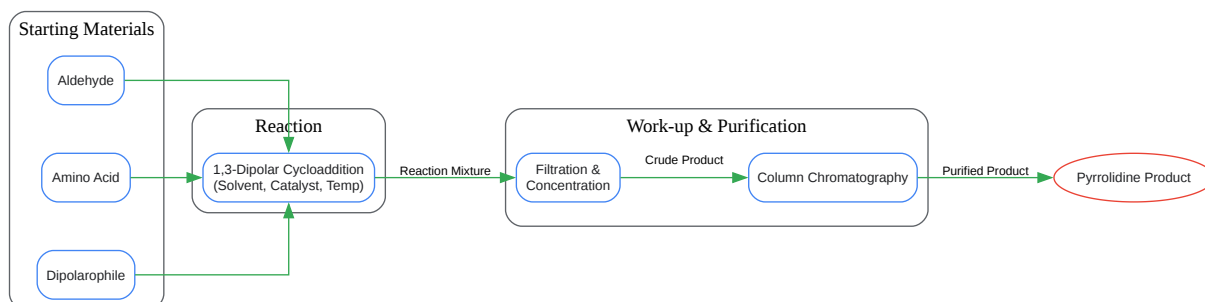 Starting Materials
Aldehyde
Amino Acid
Dipolarophile
Reaction
1,3-Dipolar Cycloaddition
(Solvent, Catalyst, Temp)
Reaction Mixture
Work-up & Purification
Filtration &
Concentration
Crude Product
Column Chromatography
Purified Product
Pyrrolidine Product